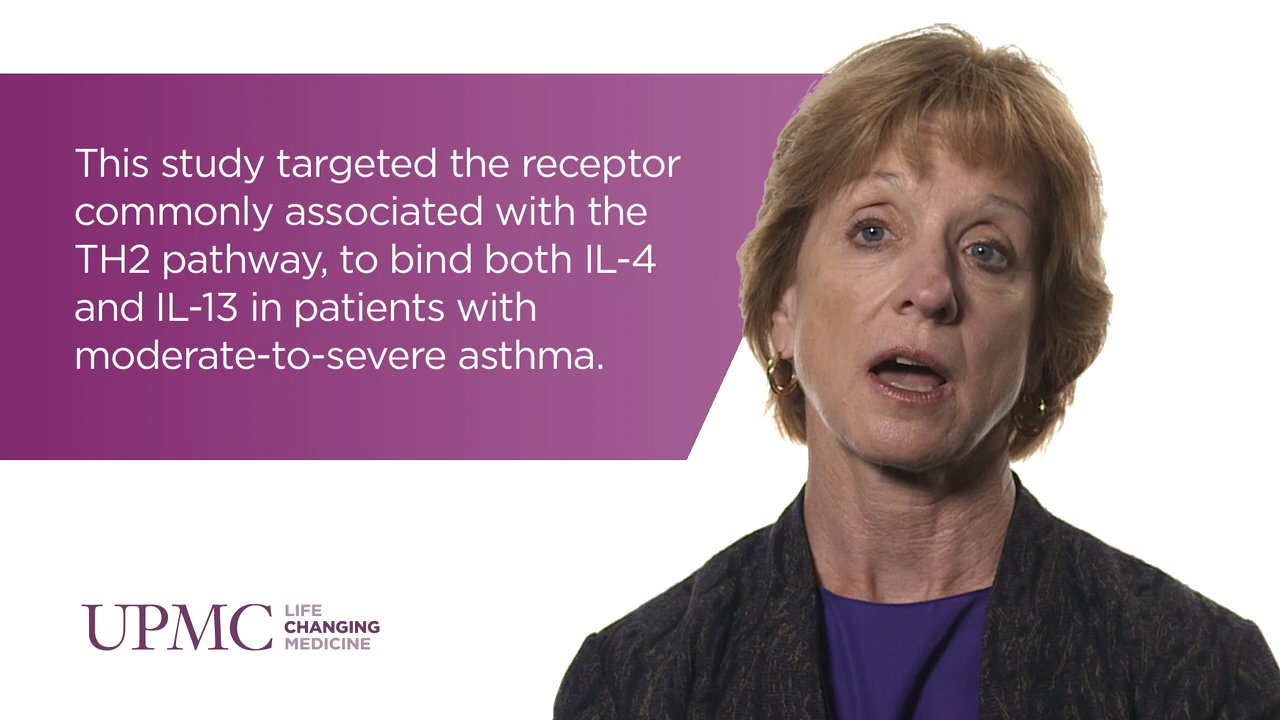 This study targeted the receptor
commonly associated with the
TH2 pathway, to bind both IL-4
and IL-13 in patients with
moderate-to-severe asthma.
UPMC
LIFE
CHANGING
MEDICINE